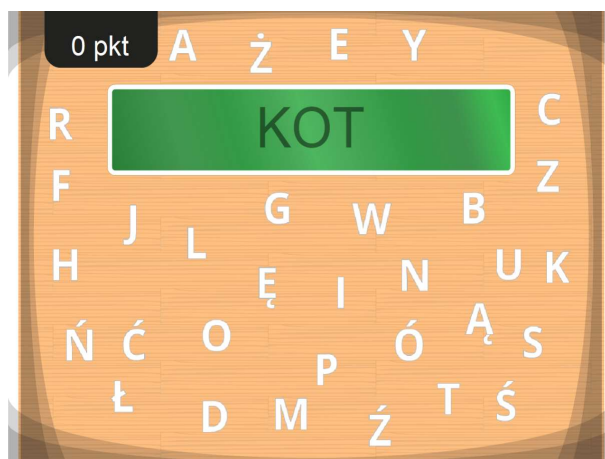 0 pkt
A Ż E Y
KOT
R C
F Z
J L G W B
H Ę I N U K
Ń Ć O P Ó Ą S
Ł D M Ź T Ś